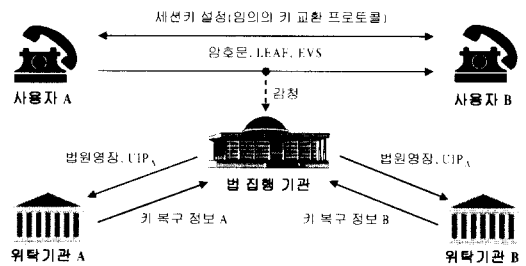 세션키 설정(임의의 키 교환 프로토콜)
암호문, LEAF, EVS
사용자 A
사용자 B
감청
법원영장, UIP_A
법원영장, UIP_A
법 집행 기관
키 복구 정보 A
키 복구 정보 B
위탁기관 A
위탁기관 B